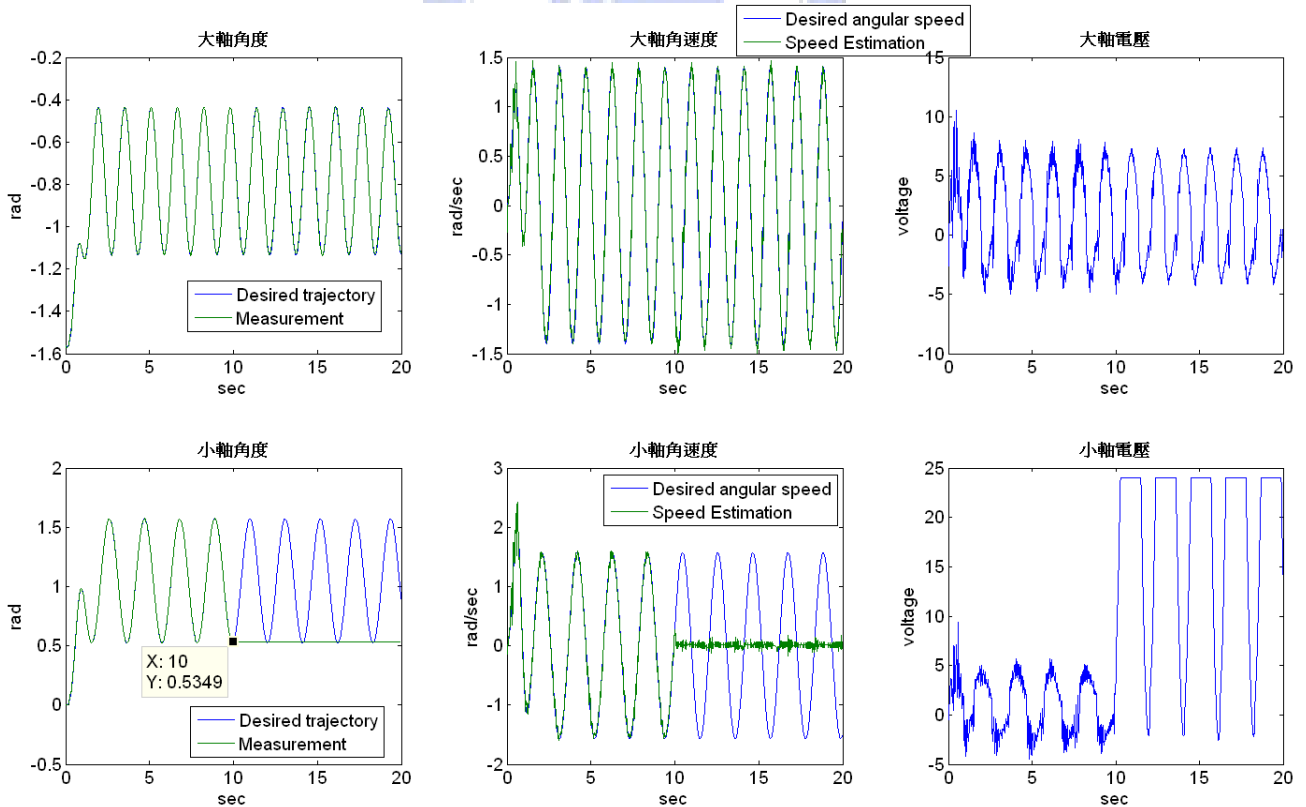 大軸角度
-0.2
-0.4
-0.6
-0.8
-1
-1.2
-1.4
-1.6
rad
0 5 10 15 20
sec
Desired trajectory
Measurement
大軸角速度
Desired angular speed
Speed Estimation
1.5
1
0.5
0
-0.5
-1
-1.5
rad/sec
0 5 10 15 20
sec
大軸電壓
15
10
5
0
-5
-10
voltage
0 5 10 15 20
sec
小軸角度
2
1.5
1
0.5
0
-0.5
rad
X: 10
Y: 0.5349
Desired trajectory
Measurement
0 5 10 15 20
sec
小軸角速度
Desired angular speed
Speed Estimation
3
2
1
0
-1
-2
rad/sec
0 5 10 15 20
sec
小軸電壓
25
20
15
10
5
0
-5
voltage
0 5 10 15 20
sec